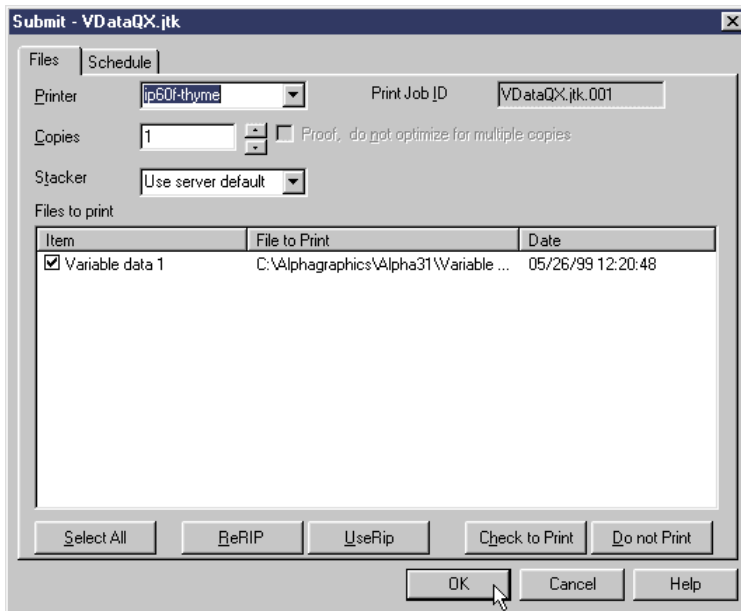 Submit - VDataQX.jtk
Files Schedule
Printer ip60f-thyme Print Job ID VDataQX.jtk.001
Copies 1 Proof, do not optimize for multiple copies
Stacker Use server default
Files to print
Item File to Print Date
Variable data 1 C:\Alphagraphics\Alpha31\Variable ... 05/26/99 12:20:48
Select All ReRIP UseRip Check to Print Do not Print
OK Cancel Help